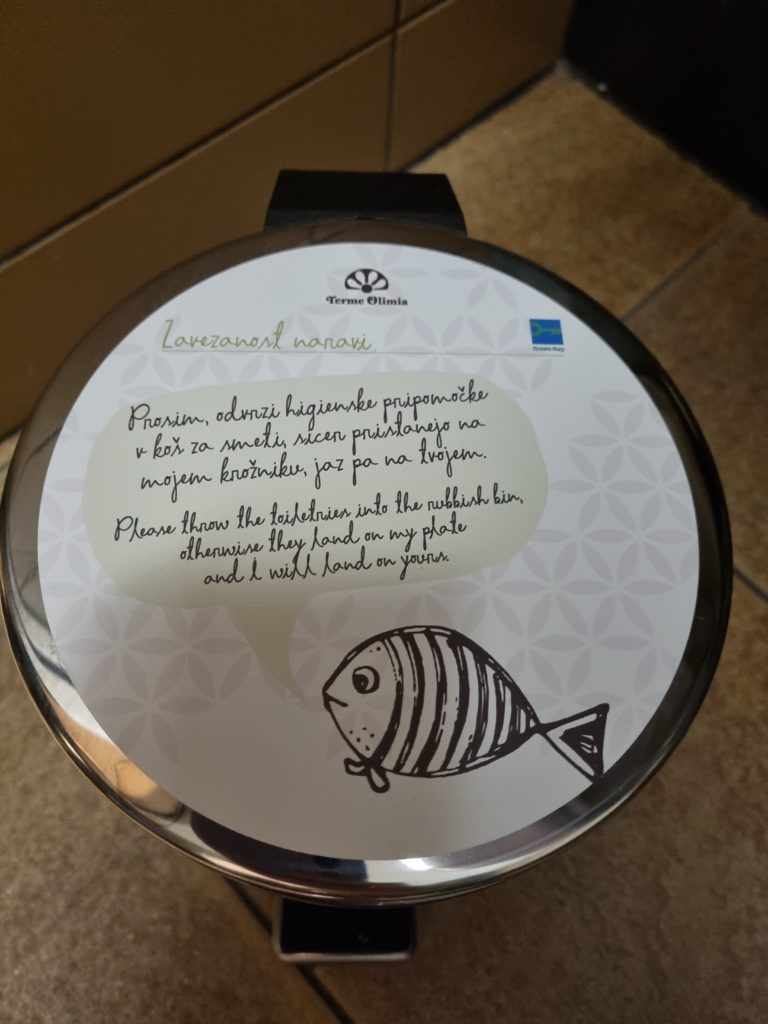 Terme Olimia
Zavezanost naravi
Green Key
Prosim, odvrzi higienske pripomočke
v koš za smeti, sicer pristanejo na
mojem krožniku, jaz pa na tvojem.
Please throw the toiletries into the rubbish bin,
otherwise they land on my plate
and I will land on yours.